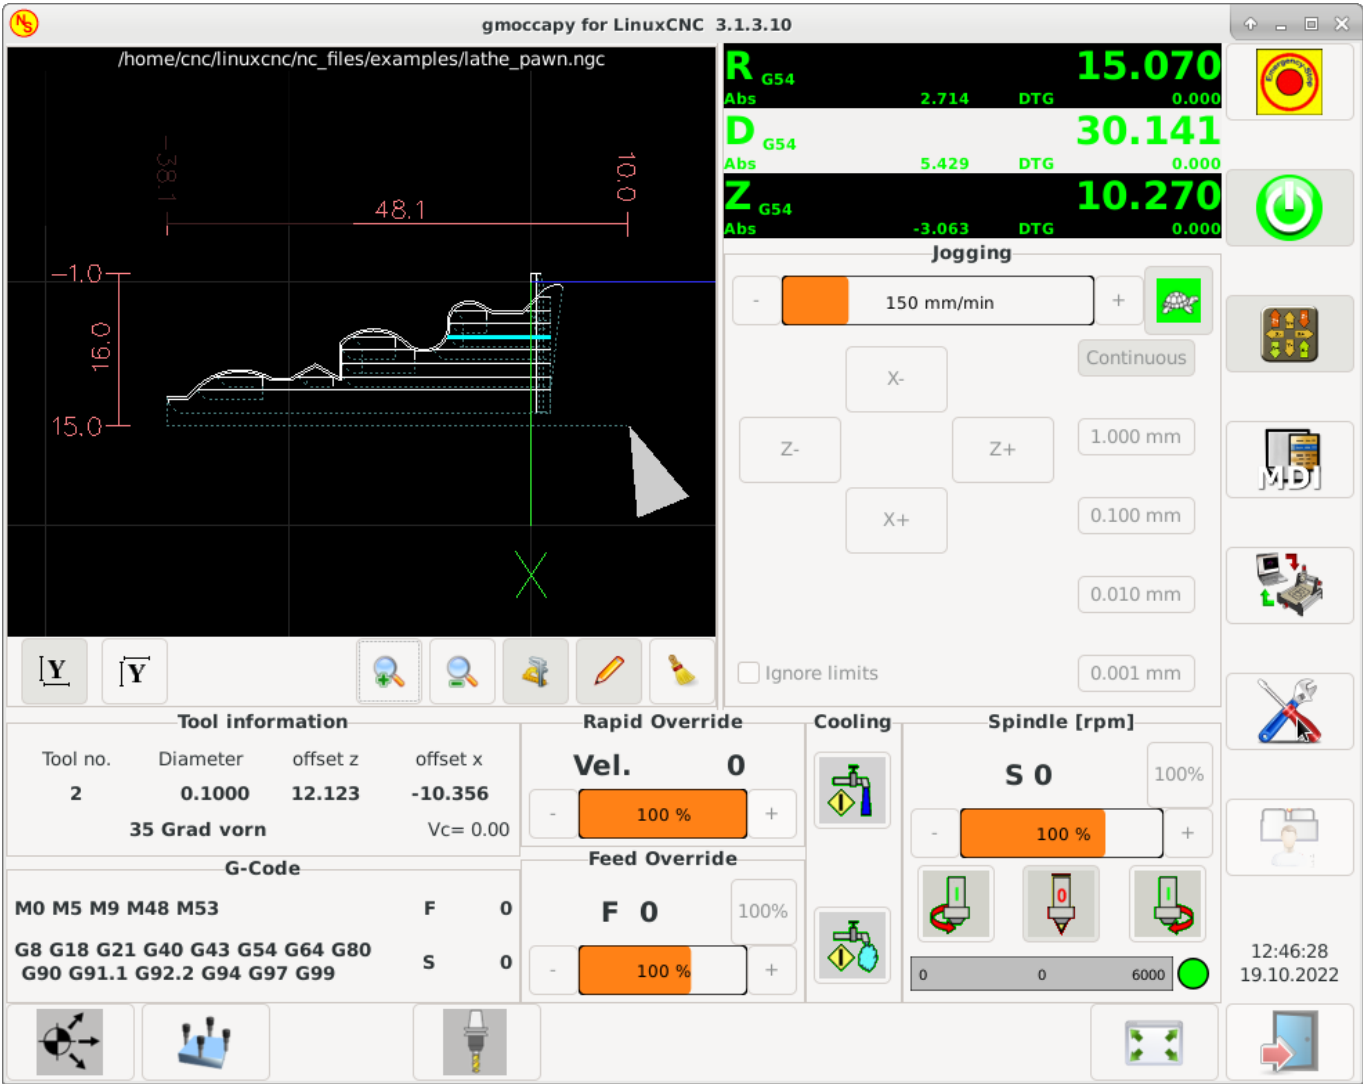 gmoccapy for LinuxCNC 3.1.3.10
/home/cnc/linuxcnc/nc_files/examples/lathe_pawn.ngc
-38.1
10.0
48.1
-1.0
16.0
15.0
X
R G54 15.070
Abs 2.714 DTG 0.000
D G54 30.141
Abs 5.429 DTG 0.000
Z G54 10.270
Abs -3.063 DTG 0.000
Emergency-Stop
Jogging
- 150 mm/min +
Continuous
X-
1.000 mm
Z- Z+
0.100 mm
X+
0.010 mm
Ignore limits 0.001 mm
MDI
Y Y
Tool information
Tool no. Diameter offset z offset x
2 0.1000 12.123 -10.356
35 Grad vorn Vc= 0.00
G-Code
M0 M5 M9 M48 M53 F 0
G8 G18 G21 G40 G43 G54 G64 G80
G90 G91.1 G92.2 G94 G97 G99
S 0
Rapid Override
Vel. 0
- 100 % +
Feed Override
F 0 100%
- 100 % +
Cooling
Spindle [rpm]
S 0 100%
- 100 % +
I 0 I
0 0 6000
12:46:28
19.10.2022